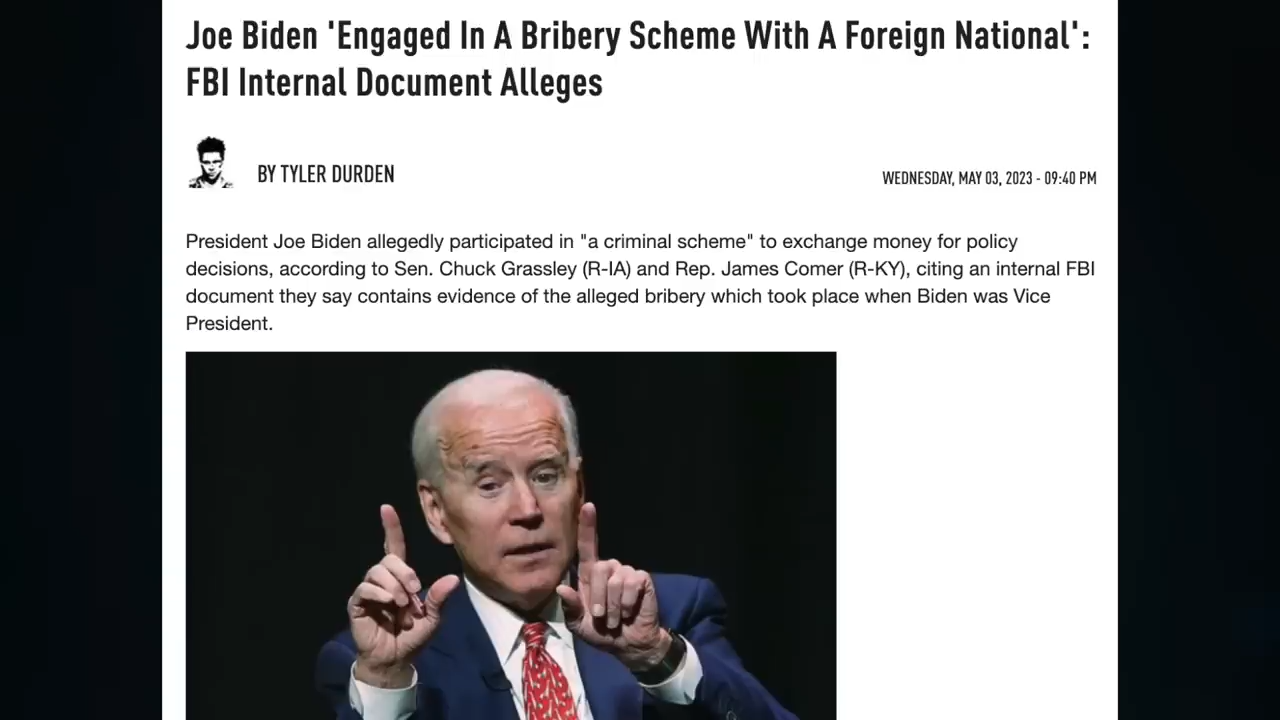 Joe Biden 'Engaged In A Bribery Scheme With A Foreign National':
FBI Internal Document Alleges
BY TYLER DURDEN
WEDNESDAY, MAY 03, 2023 - 09:40 PM
President Joe Biden allegedly participated in "a criminal scheme" to exchange money for policy
decisions, according to Sen. Chuck Grassley (R-IA) and Rep. James Comer (R-KY), citing an internal FBI
document they say contains evidence of the alleged bribery which took place when Biden was Vice
President.